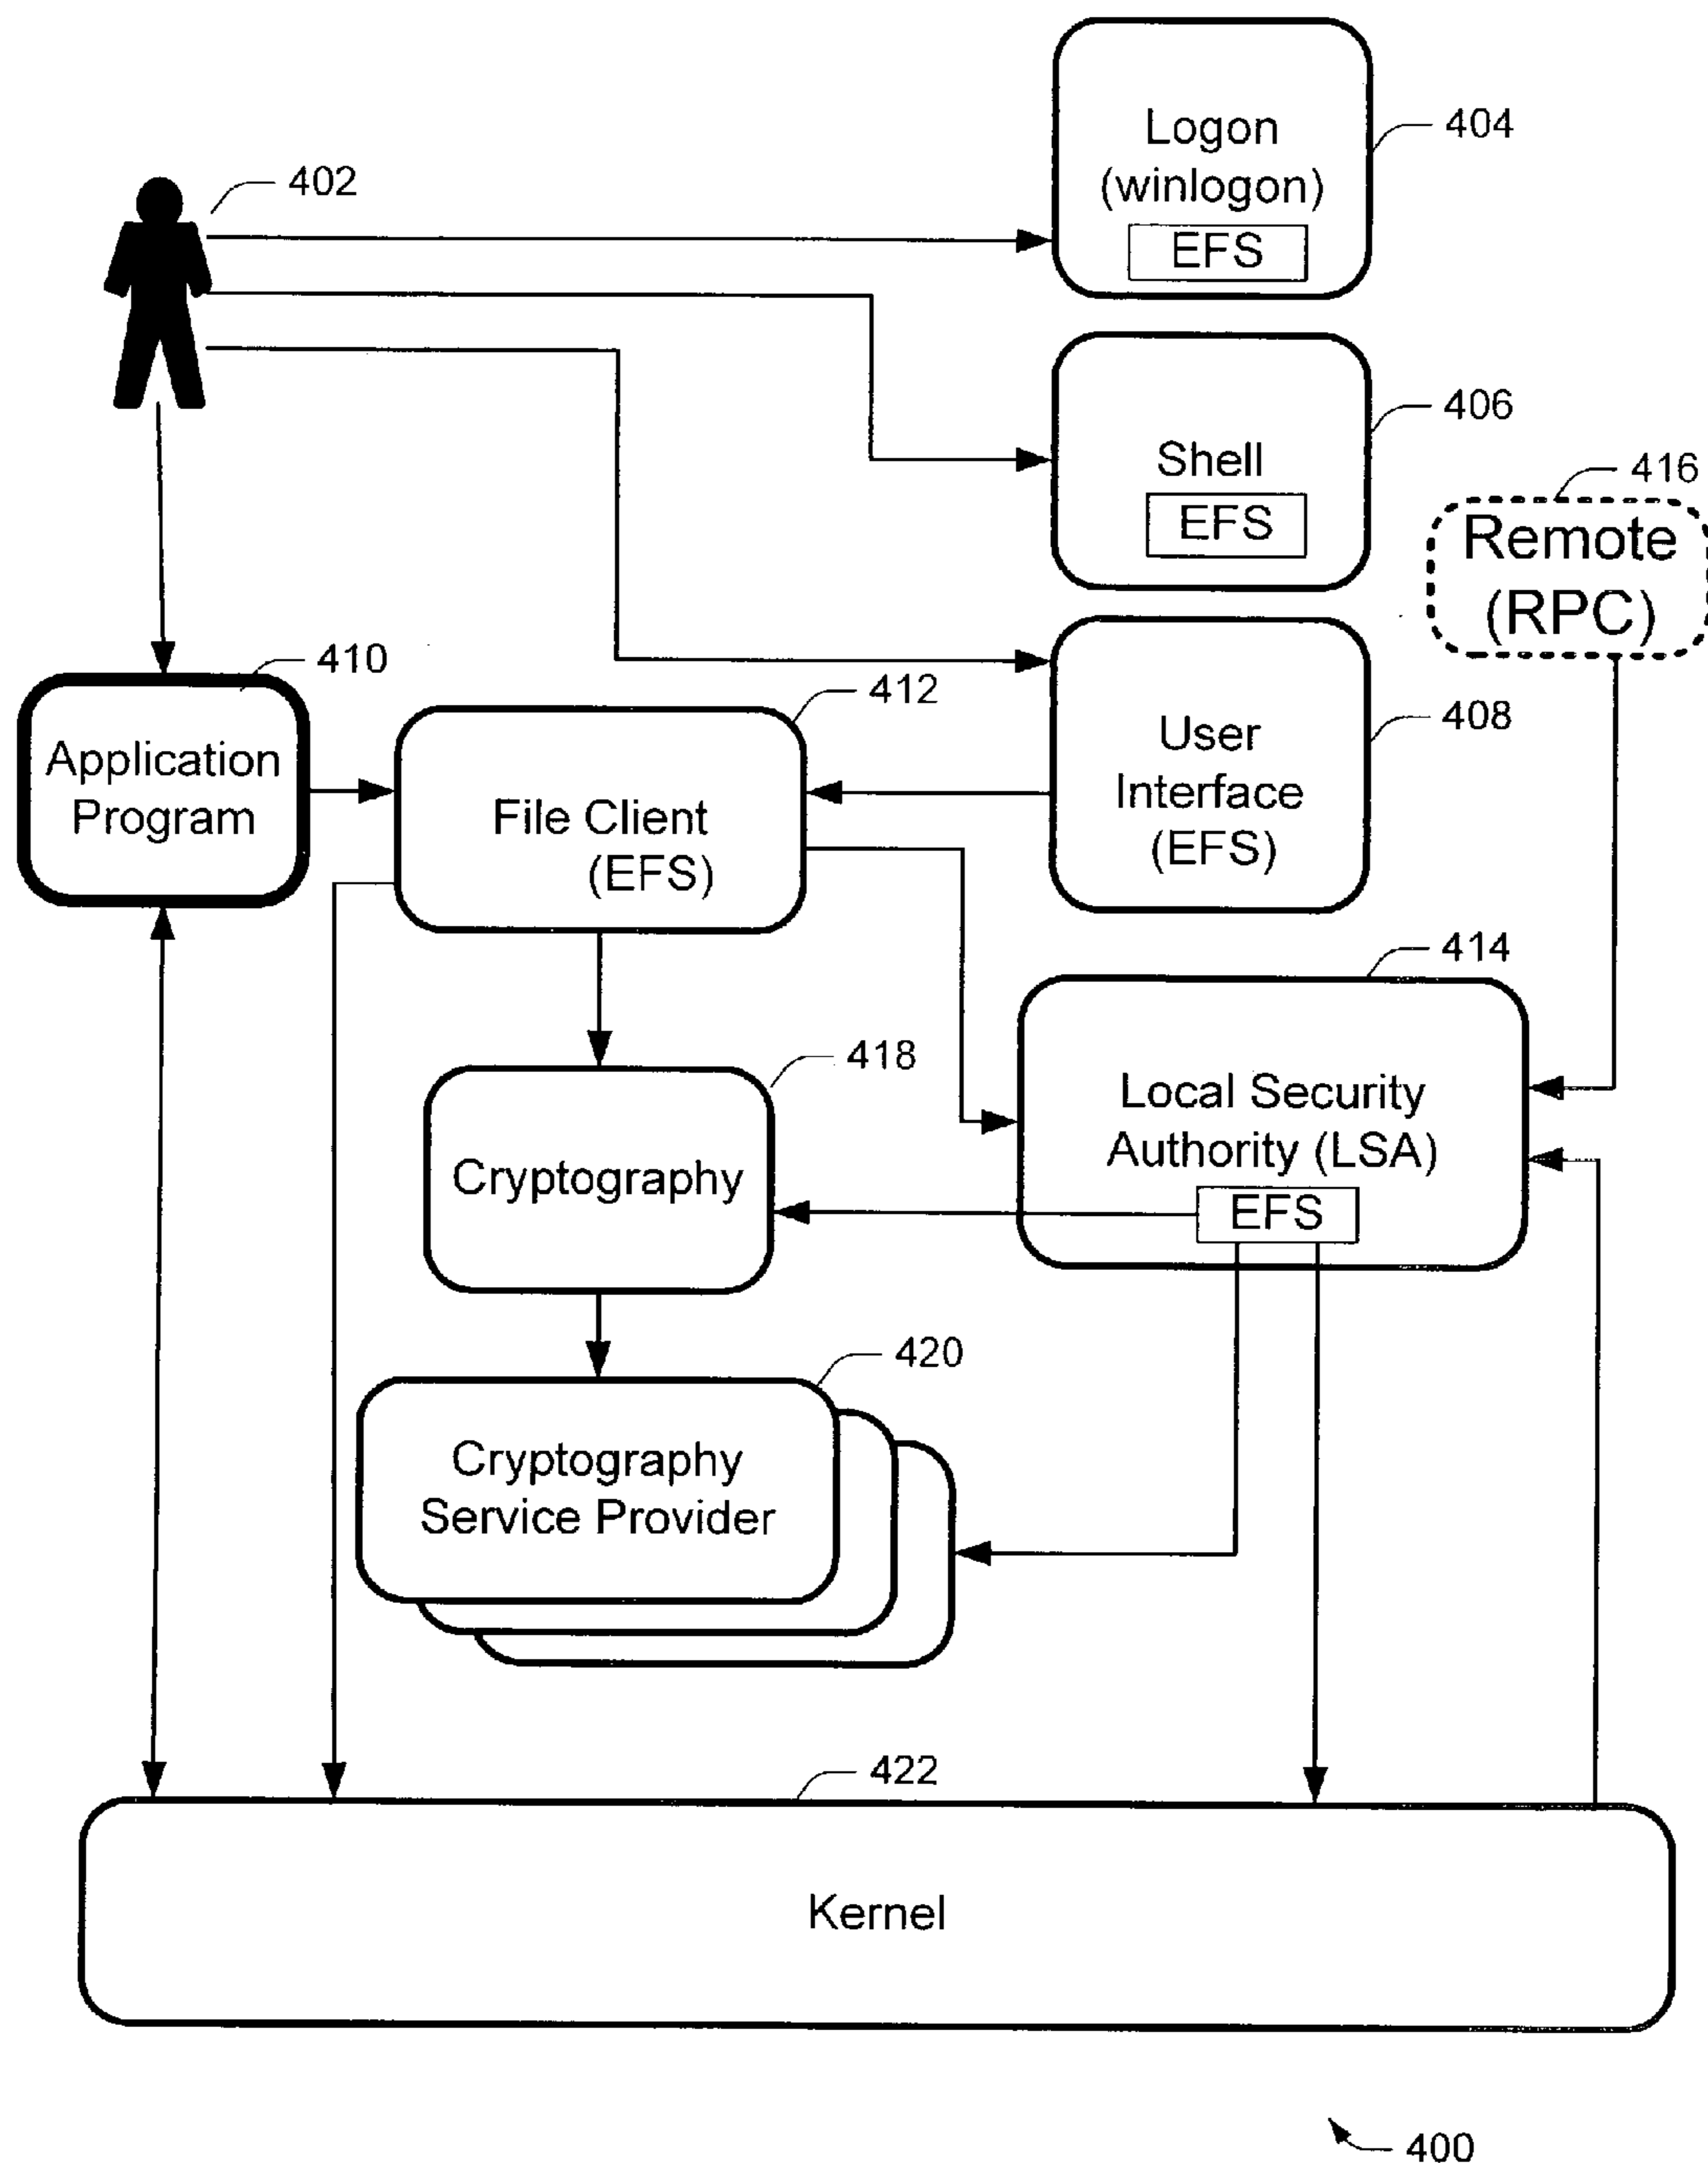 Logon
(winlogon)
EFS
404
402
Shell
EFS
406
416
Remote
(RPC)
410
Application
Program
412
File Client
(EFS)
User
Interface
(EFS)
408
414
Local Security
Authority (LSA)
EFS
418
Cryptography
420
Cryptography
Service Provider
422
Kernel
400